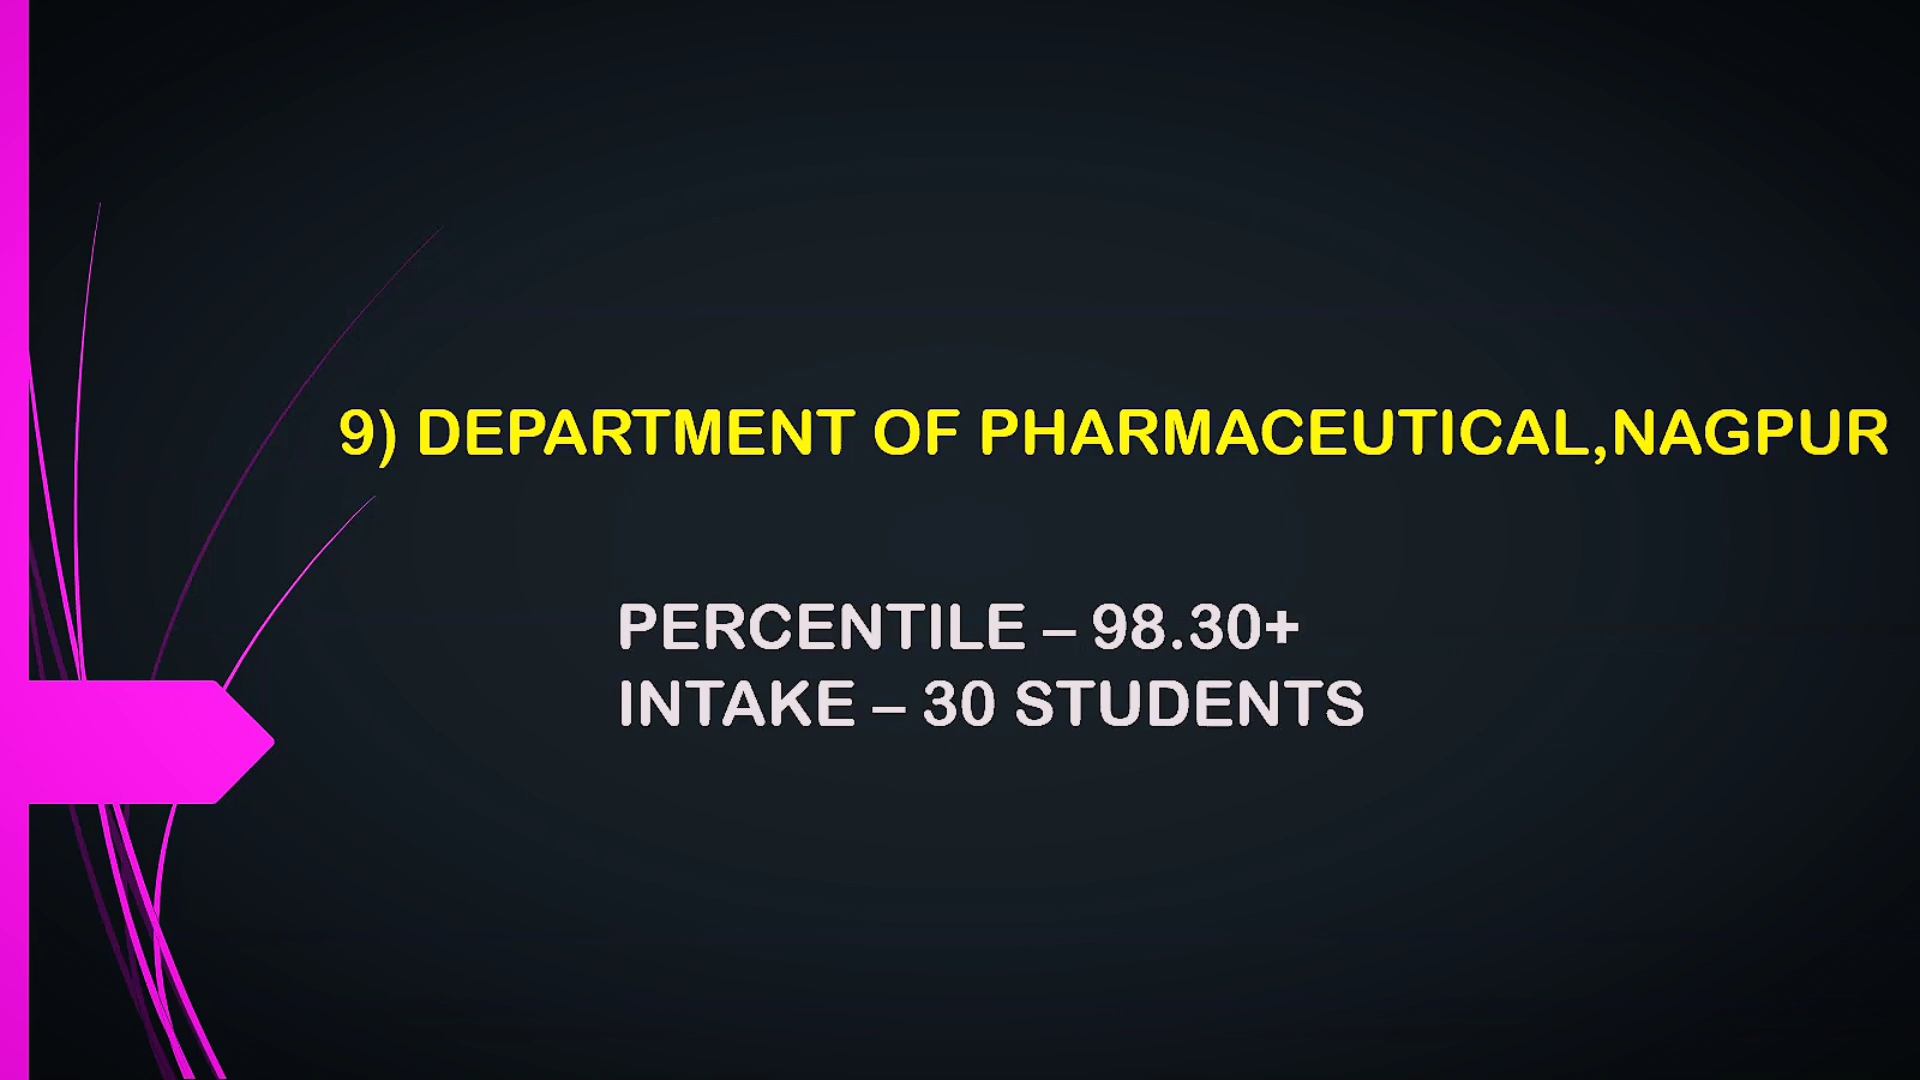 9) DEPARTMENT OF PHARMACEUTICAL,NAGPUR
PERCENTILE – 98.30+
INTAKE – 30 STUDENTS